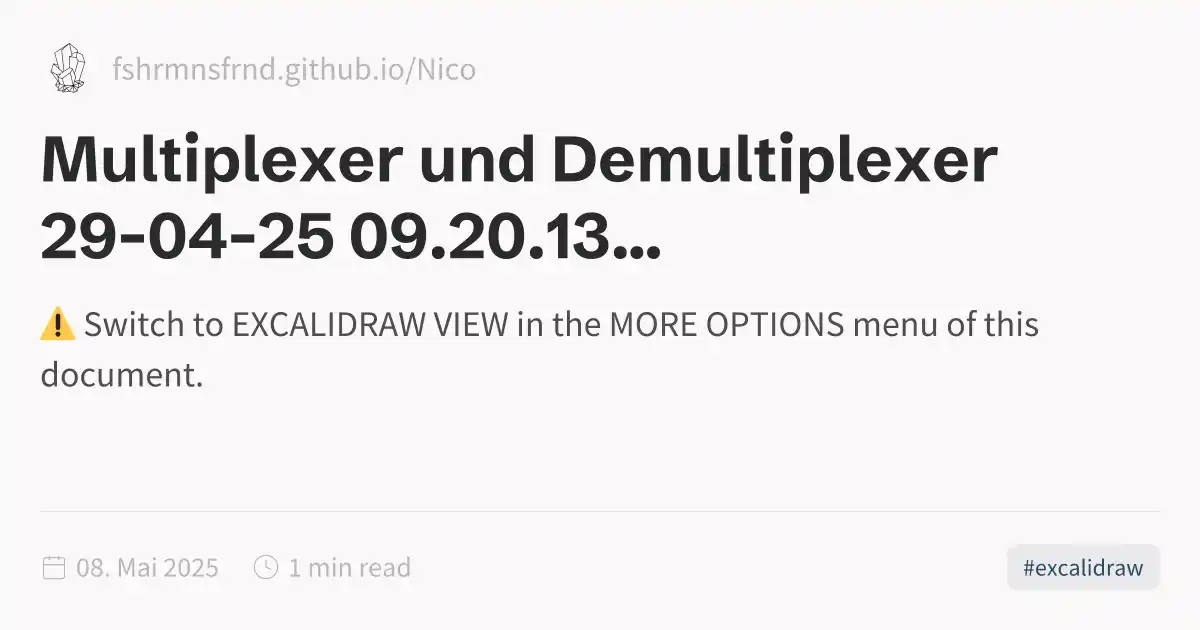 fshrmnsfrnd.github.io/Nico
Multiplexer und Demultiplexer
29-04-25 09.20.13...
⚠️ Switch to EXCALIDRAW VIEW in the MORE OPTIONS menu of this
document.
08. Mai 2025
1 min read
#excalidraw